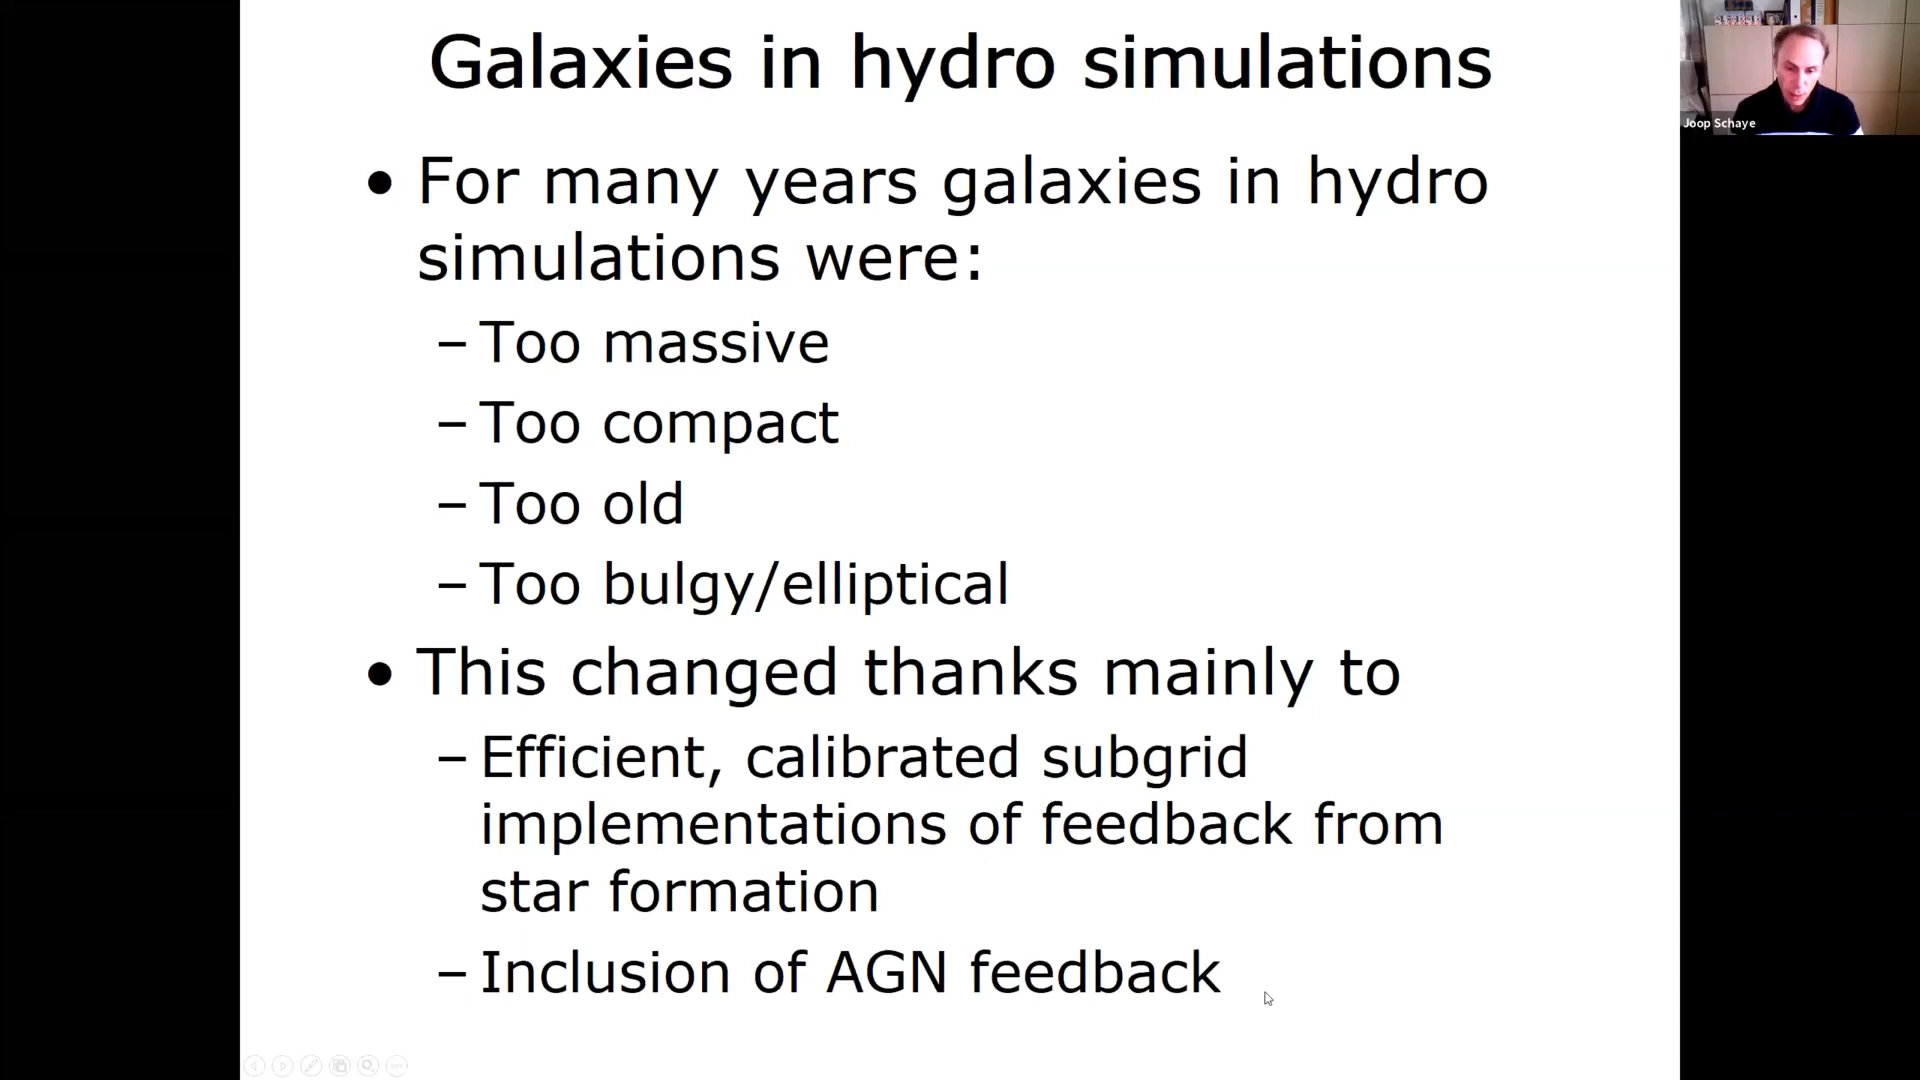 Galaxies in hydro simulations
Joop Schaye
• For many years galaxies in hydro
simulations were:
– Too massive
– Too compact
– Too old
– Too bulgy/elliptical
• This changed thanks mainly to
– Efficient, calibrated subgrid
implementations of feedback from
star formation
– Inclusion of AGN feedback